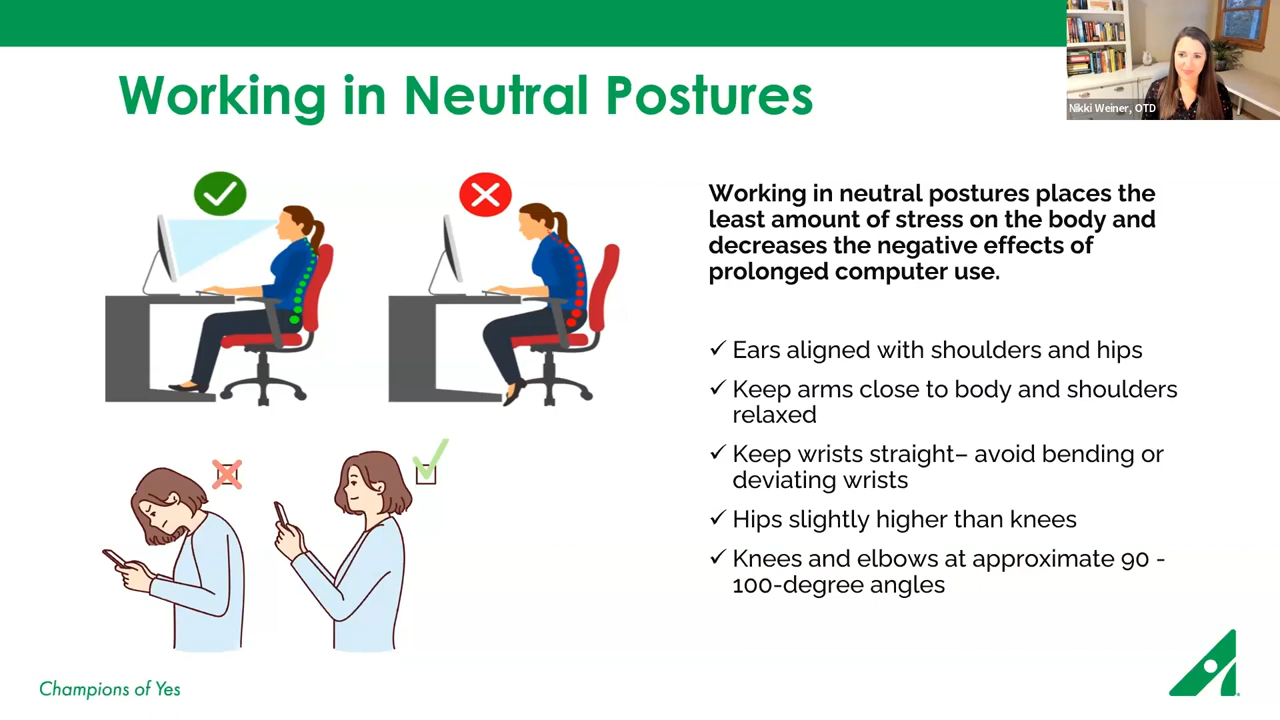 Working in Neutral Postures
Nikki Weiner, OTD
Working in neutral postures places the
least amount of stress on the body and
decreases the negative effects of
prolonged computer use.
✓ Ears aligned with shoulders and hips
✓ Keep arms close to body and shoulders
relaxed
✓ Keep wrists straight– avoid bending or
deviating wrists
✓ Hips slightly higher than knees
✓ Knees and elbows at approximate 90 -
100-degree angles
Champions of Yes